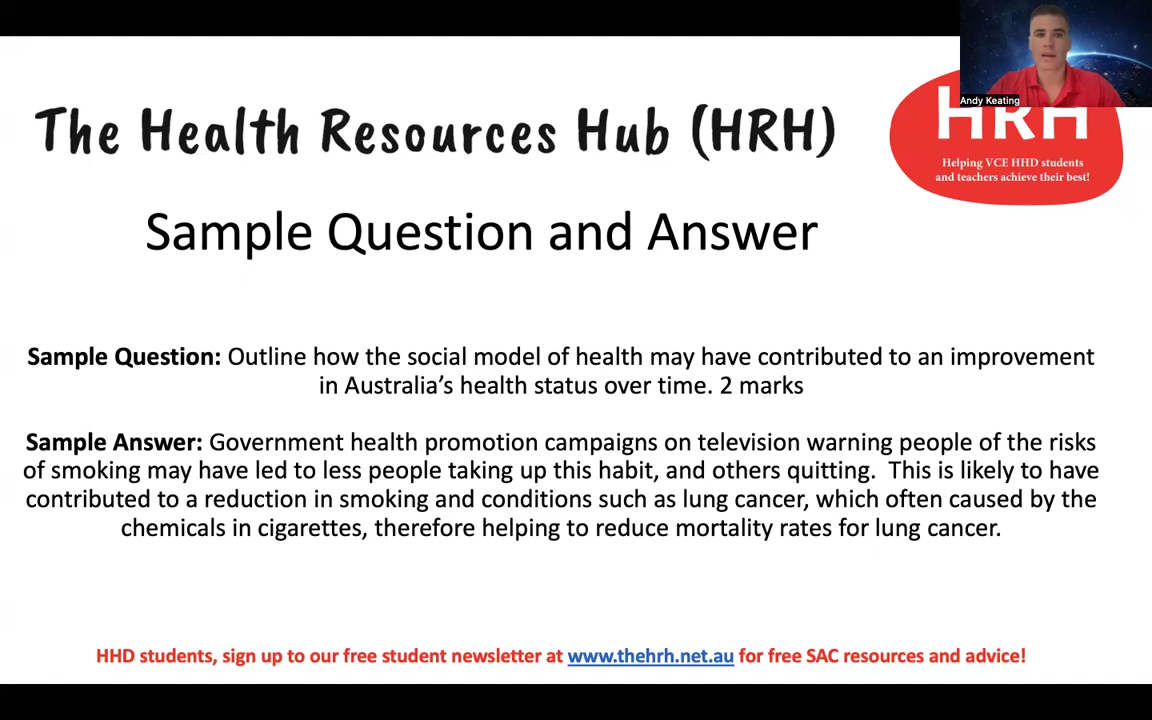 Andy Keating
The Health Resources Hub (HRH)
HRH
Helping VCE HHD students
and teachers achieve their best!
Sample Question and Answer
Sample Question: Outline how the social model of health may have contributed to an improvement
in Australia's health status over time. 2 marks
Sample Answer: Government health promotion campaigns on television warning people of the risks
of smoking may have led to less people taking up this habit, and others quitting.  This is likely to have
contributed to a reduction in smoking and conditions such as lung cancer, which often caused by the
chemicals in cigarettes, therefore helping to reduce mortality rates for lung cancer.
HHD students, sign up to our free student newsletter at www.thehrh.net.au for free SAC resources and advice!